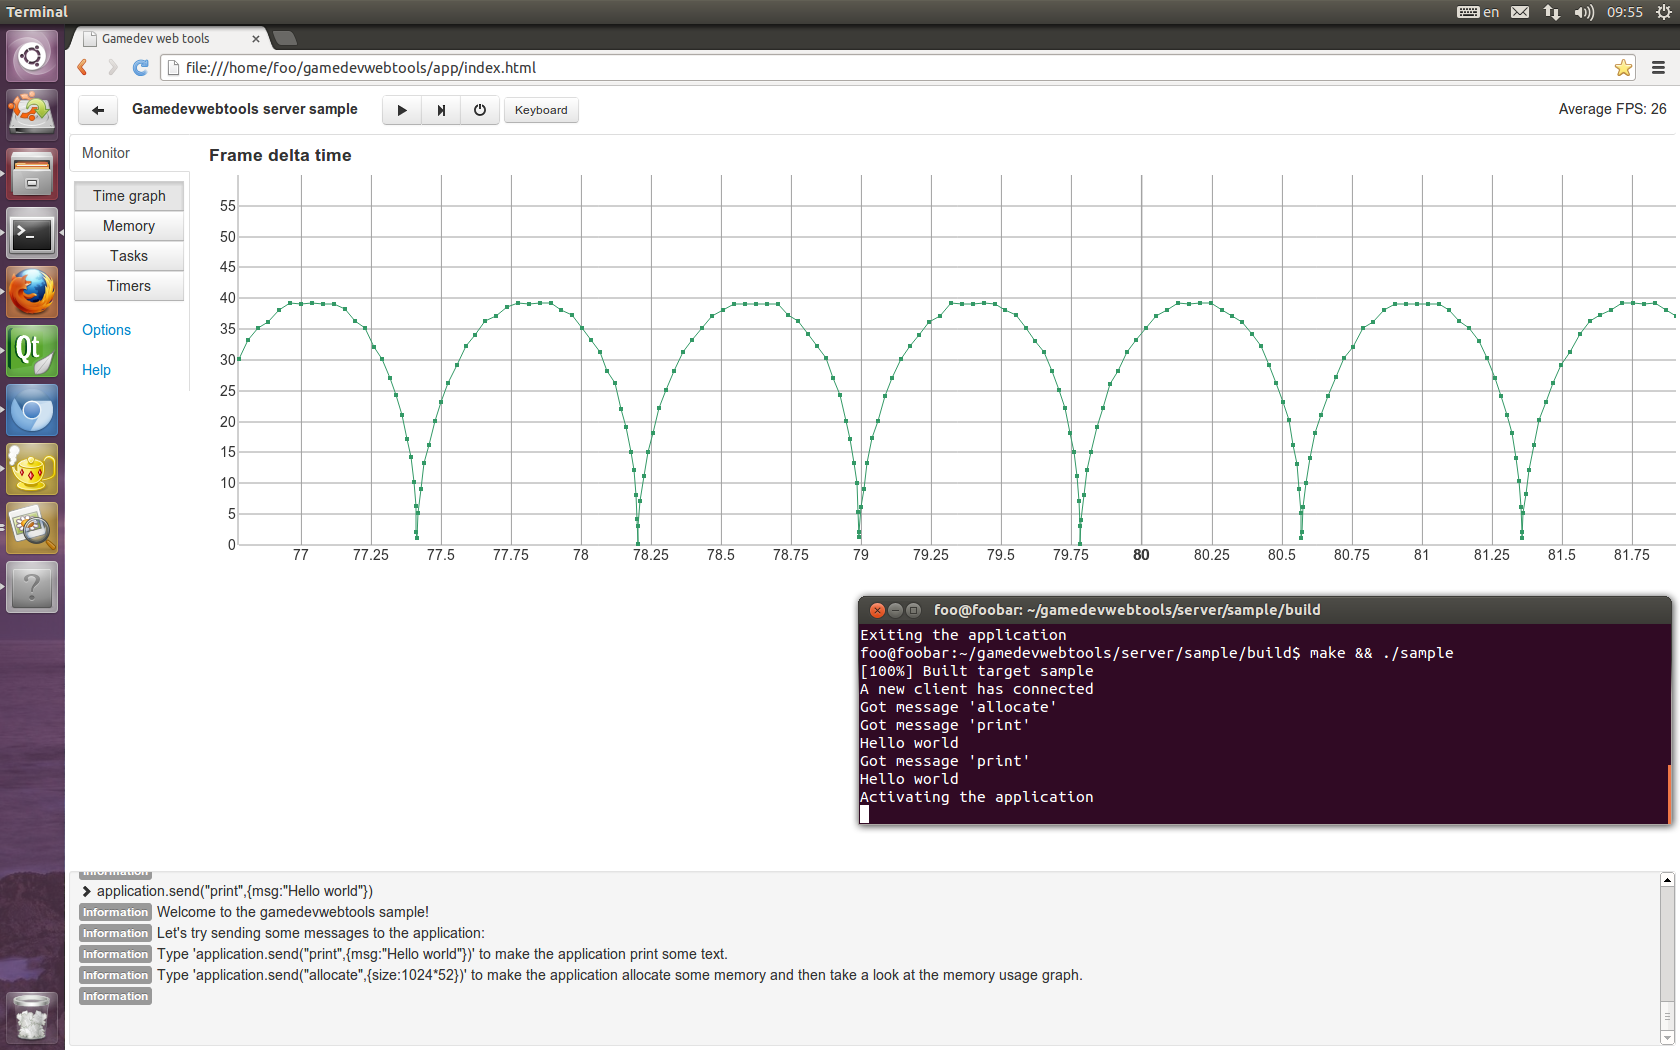 Terminal
en
09:55
Gamedev web tools
file:///home/foo/gamedevwebtools/app/index.html
Gamedevwebtools server sample
Keyboard
Average FPS: 26
Monitor
Time graph
Memory
Tasks
Timers
Options
Help
Frame delta time
55
50
45
40
35
30
25
20
15
10
5
0
77 77.25 77.5 77.75 78 78.25 78.5 78.75 79 79.25 79.5 79.75 80 80.25 80.5 80.75 81 81.25 81.5 81.75
Qt
foo@foobar: ~/gamedevwebtools/server/sample/build
Exiting the application
foo@foobar:~/gamedevwebtools/server/sample/build$ make && ./sample
[100%] Built target sample
A new client has connected
Got message 'allocate'
Got message 'print'
Hello world
Got message 'print'
Hello world
Activating the application
Information
application.send("print",{msg:"Hello world"})
Information Welcome to the gamedevwebtools sample!
Information Let's try sending some messages to the application:
Information Type 'application.send("print",{msg:"Hello world"})' to make the application print some text.
Information Type 'application.send("allocate",{size:1024*52})' to make the application allocate some memory and then take a look at the memory usage graph.
Information